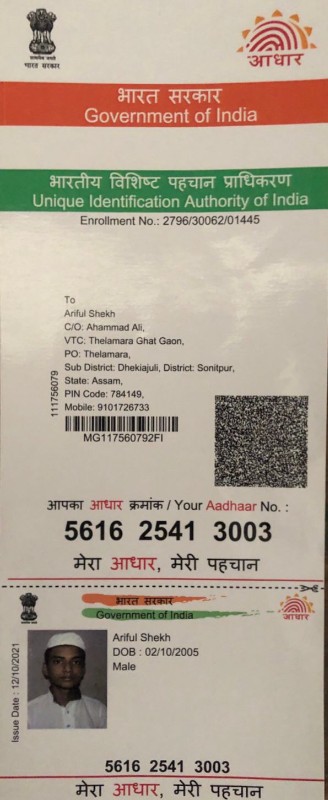 भारत सरकार
आधार
भारत सरकार
Government of India
भारतीय विशिष्ट पहचान प्राधिकरण
Unique Identification Authority of India
Enrollment No.: 2796/30062/01445
To
Ariful Shekh
C/O: Ahammad Ali,
VTC: Thelamara Ghat Gaon,
PO: Thelamara,
Sub District: Dhekiajuli, District: Sonitpur,
State: Assam,
PIN Code: 784149,
Mobile: 9101726733
111756079
MG117560792FI
आपका आधार क्रमांक / Your Aadhaar No. :
5616 2541 3003
मेरा आधार, मेरी पहचान
भारत सरकार
Government of India
आधार
Issue Date : 12/10/2021
Ariful Shekh
DOB : 02/10/2005
Male
5616 2541 3003
मेरा आधार, मेरी पहचान